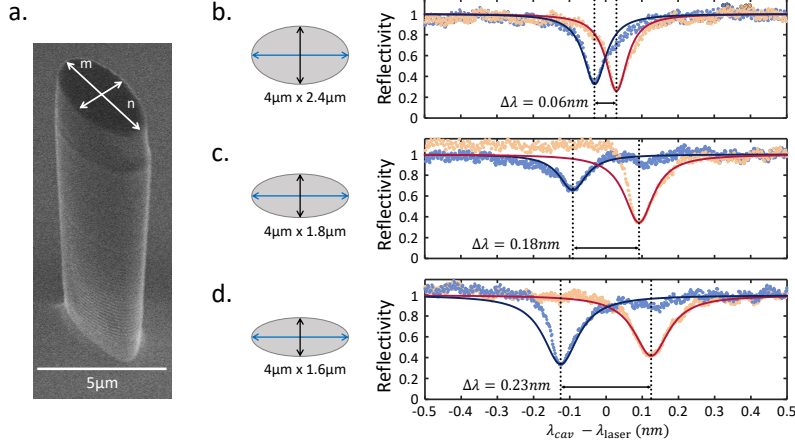 a.
m
n
5μm
b.
4μm x 2.4μm
Reflectivity
1
0.8
0.6
0.4
0.2
Δλ = 0.06nm
c.
4μm x 1.8μm
Reflectivity
1
0.8
0.6
0.4
0.2
0
Δλ = 0.18nm
d.
4μm x 1.6μm
Reflectivity
1
0.8
0.6
0.4
0.2
0
Δλ = 0.23nm
-0.5 -0.4 -0.3 -0.2 -0.1 0 0.1 0.2 0.3 0.4 0.5
λcav − λlaser (nm)